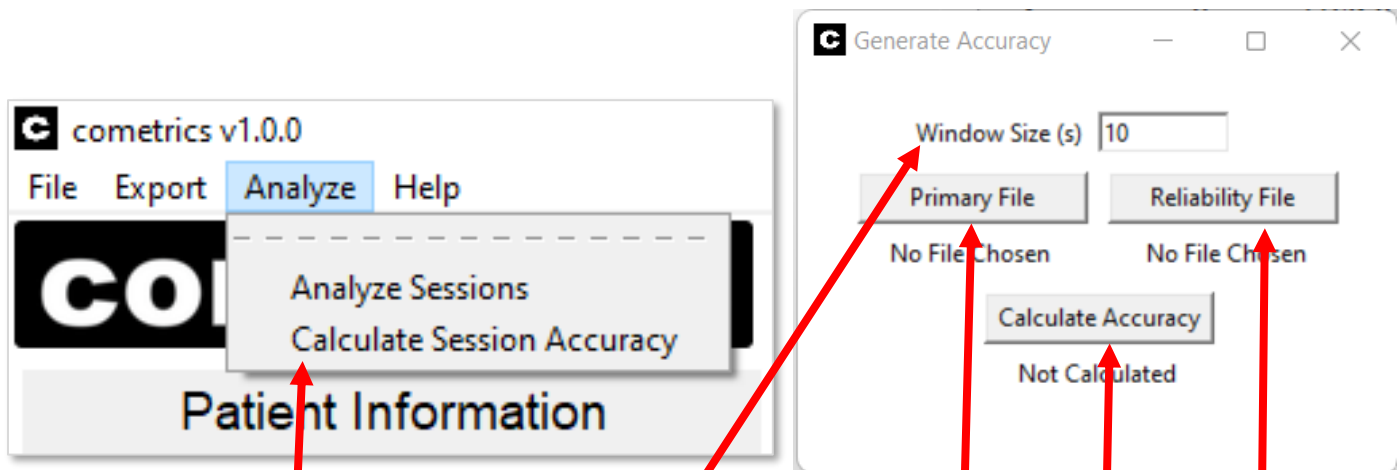 cometrics v1.0.0
File Export Analyze Help
Analyze Sessions
Calculate Session Accuracy
Patient Information
Generate Accuracy
Window Size (s) 10
Primary File Reliability File
No File Chosen No File Chosen
Calculate Accuracy
Not Calculated